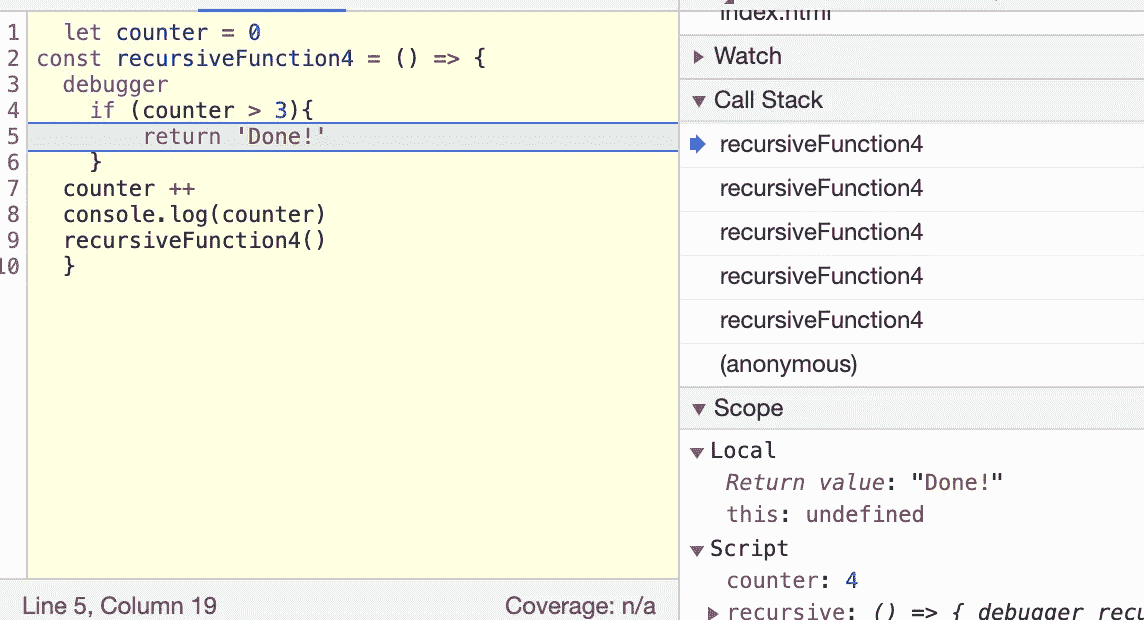 1 let counter = 0
2 const recursiveFunction4 = () => {
3 debugger
4 if (counter > 3){
5 return 'Done!'
6 }
7 counter ++
8 console.log(counter)
9 recursiveFunction4()
10 }
Line 5, Column 19 Coverage: n/a
index.html
Watch
Call Stack
recursiveFunction4
recursiveFunction4
recursiveFunction4
recursiveFunction4
recursiveFunction4
(anonymous)
Scope
Local
Return value: "Done!"
this: undefined
Script
counter: 4
recursive: () => { debugger recu